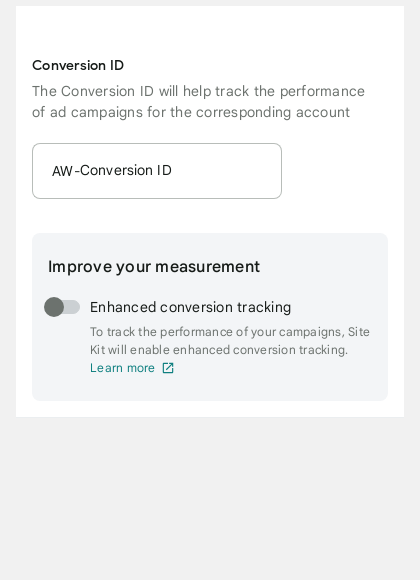 Conversion ID
The Conversion ID will help track the performance
of ad campaigns for the corresponding account
AW-Conversion ID
Improve your measurement
Enhanced conversion tracking
To track the performance of your campaigns, Site
Kit will enable enhanced conversion tracking.
Learn more